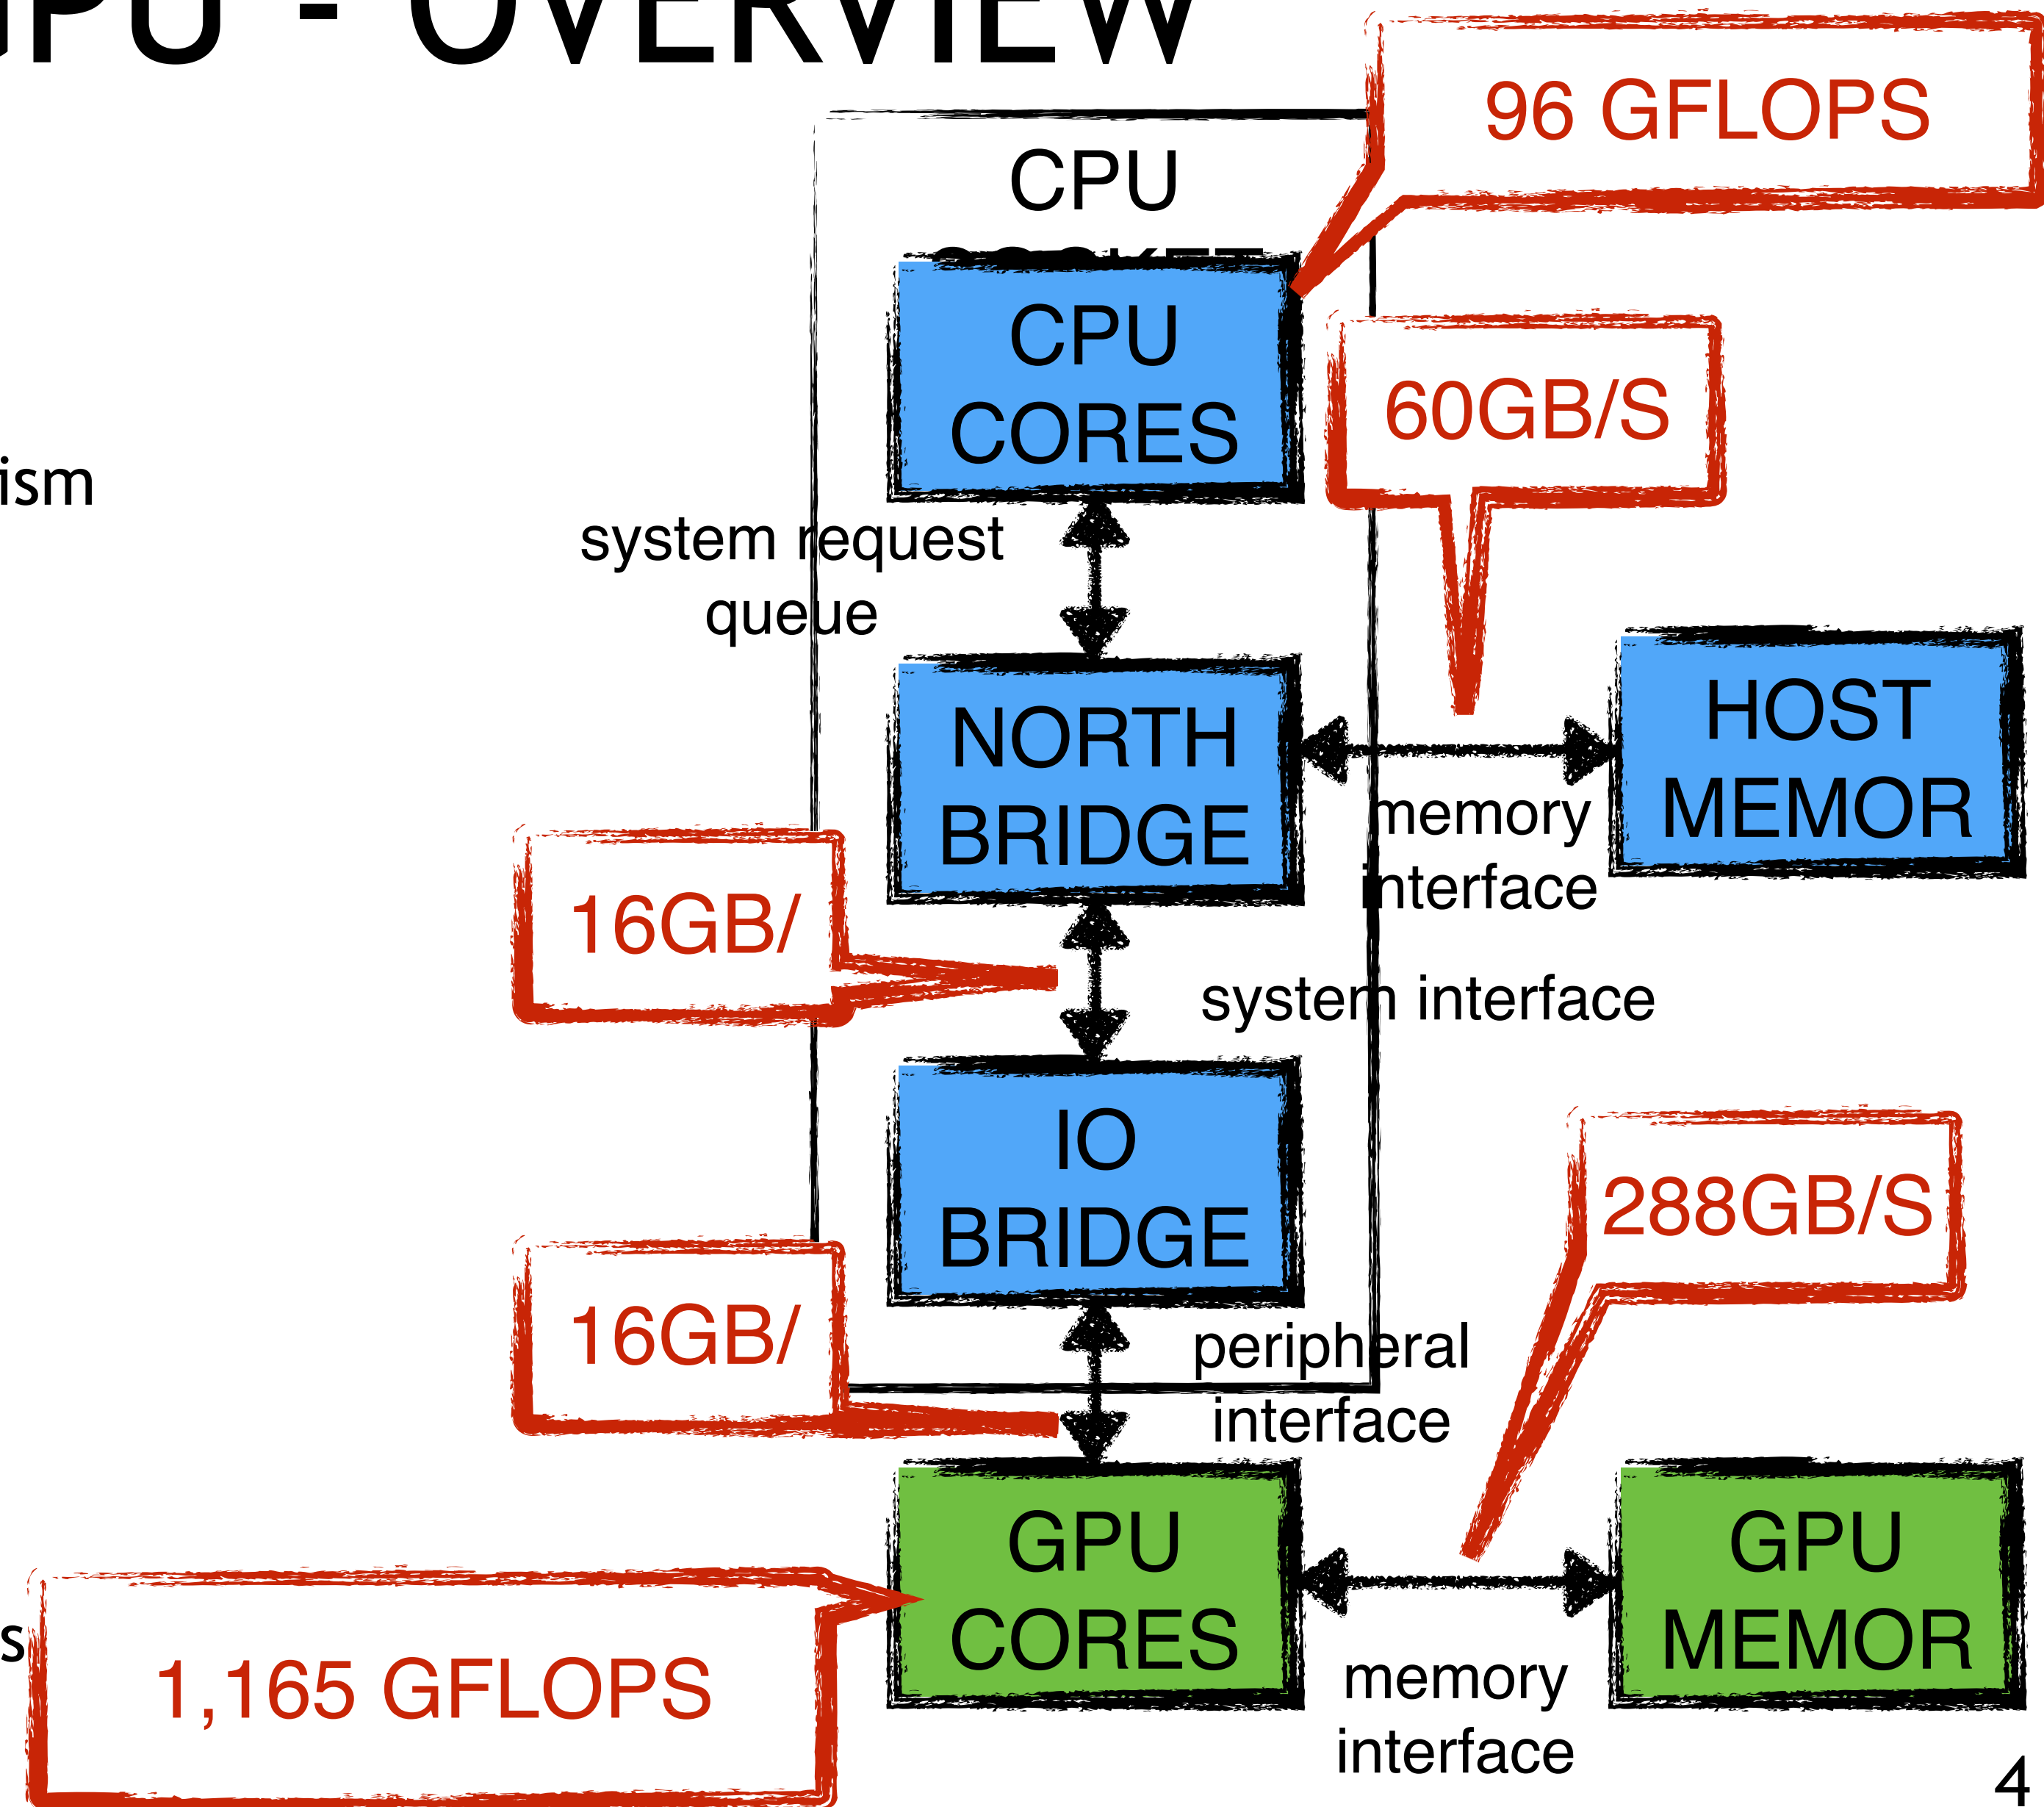 GPU - OVERVIEW
96 GFLOPS
CPU
CPU
CORES
60GB/S
ism
system request
queue
NORTH
BRIDGE
HOST
MEMOR
memory
interface
16GB/
system interface
IO
BRIDGE
288GB/S
16GB/
peripheral
interface
GPU
CORES
GPU
MEMOR
s
1,165 GFLOPS
memory
interface
4